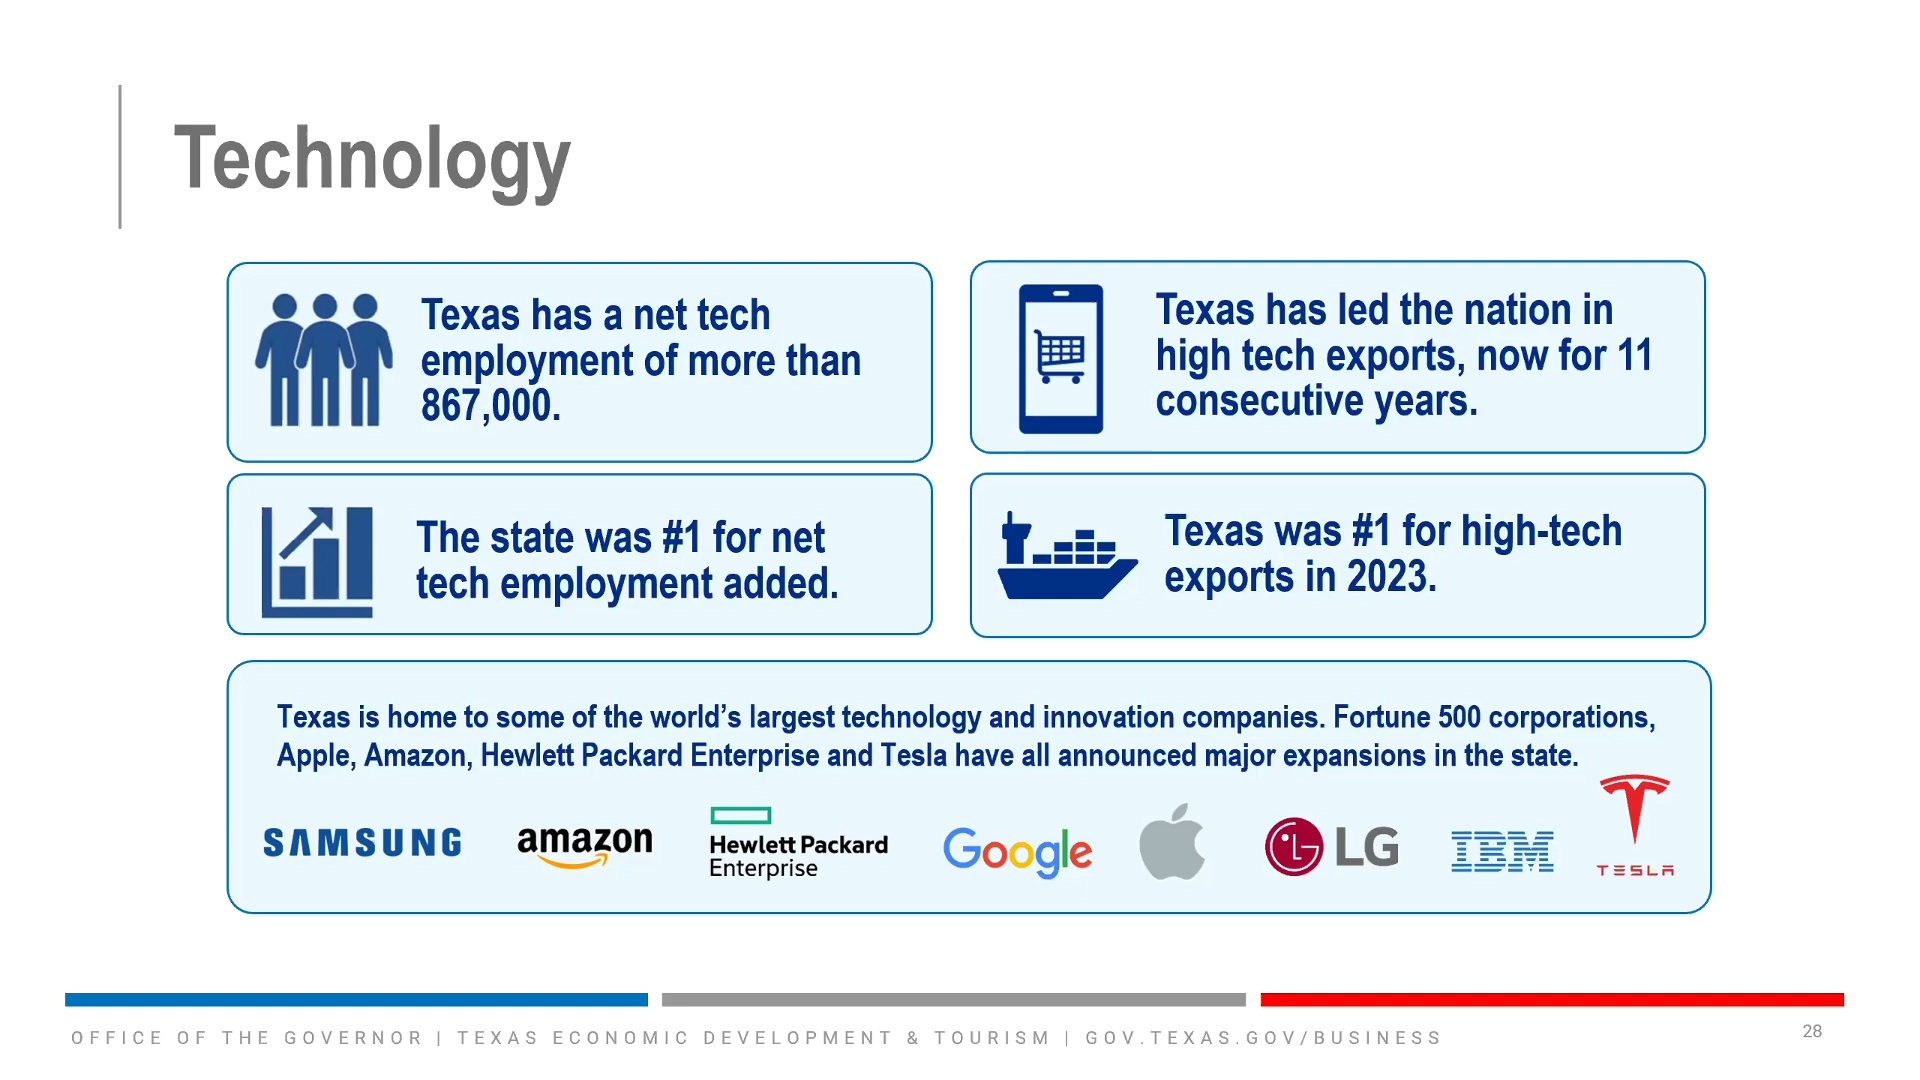 Technology
Texas has a net tech
employment of more than
867,000.
Texas has led the nation in
high tech exports, now for 11
consecutive years.
The state was #1 for net
tech employment added.
Texas was #1 for high-tech
exports in 2023.
Texas is home to some of the world’s largest technology and innovation companies. Fortune 500 corporations,
Apple, Amazon, Hewlett Packard Enterprise and Tesla have all announced major expansions in the state.
SAMSUNG
amazon
Hewlett Packard
Enterprise
Google
LG
IBM
TESLA
OFFICE OF THE GOVERNOR | TEXAS ECONOMIC DEVELOPMENT & TOURISM | GOV.TEXAS.GOV/BUSINESS
28